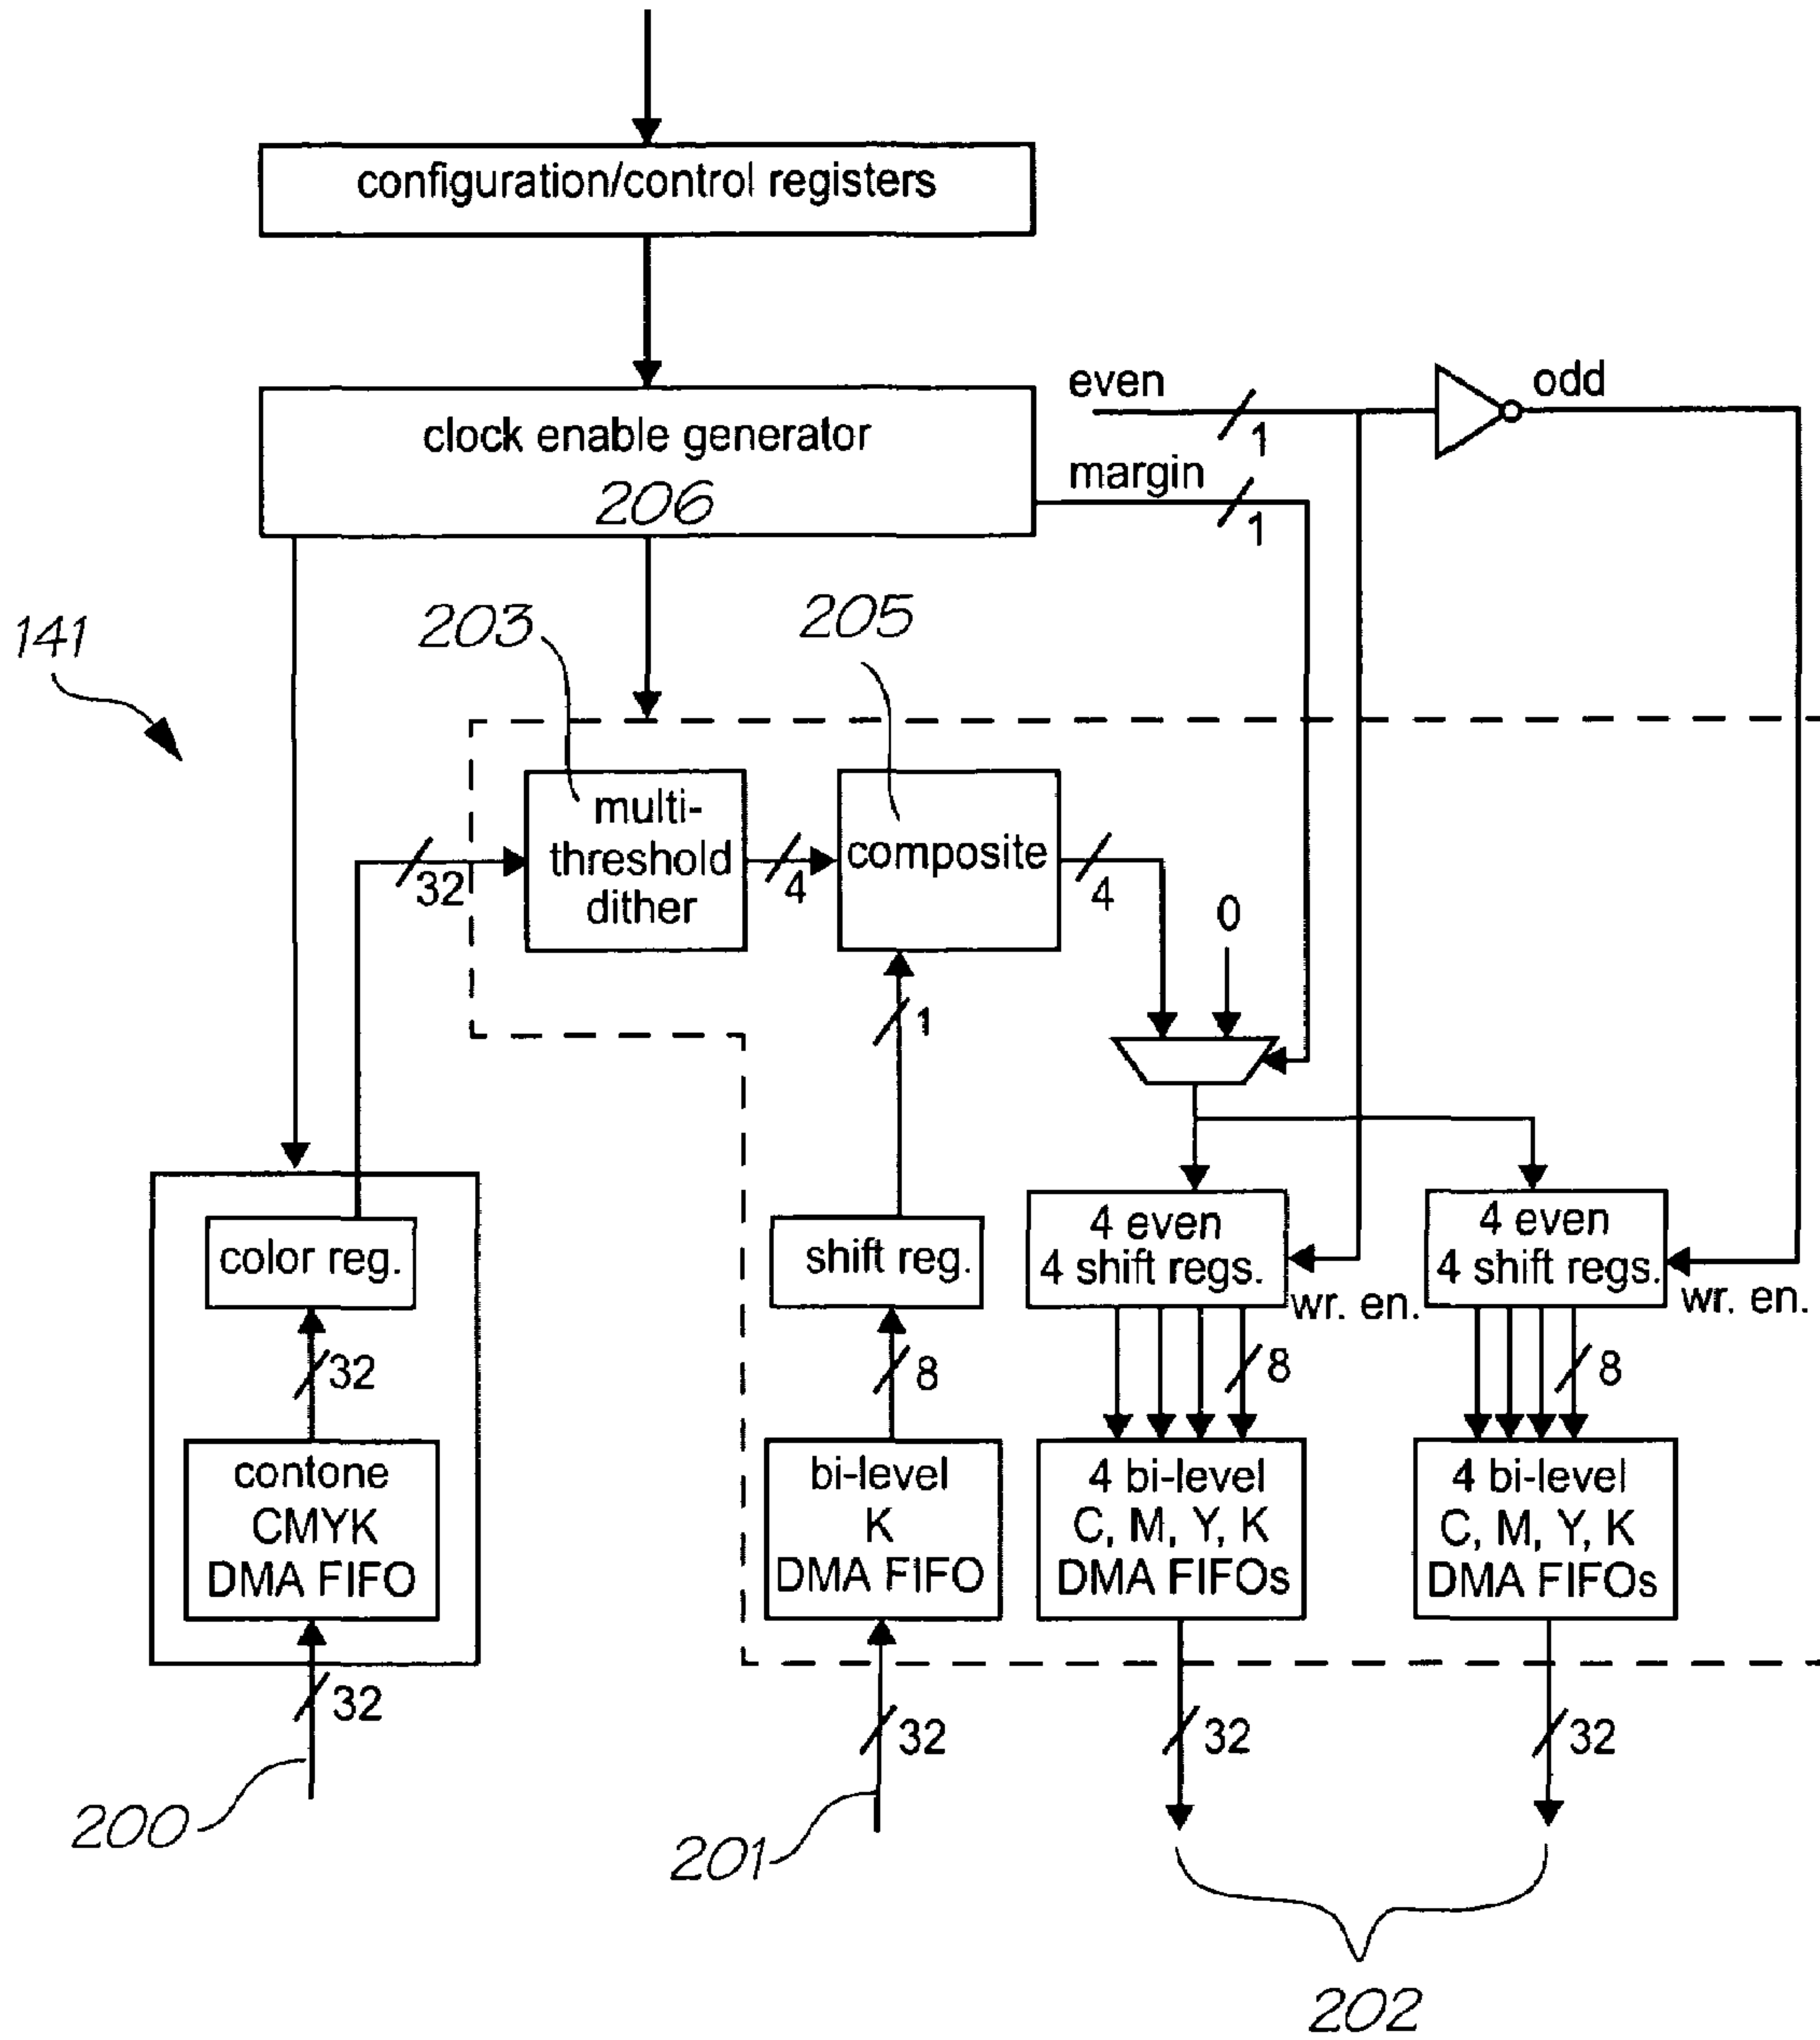 configuration/control registers
even
odd
clock enable generator
1
206
margin
1
203
205
141
multi-
threshold
dither
32
4
composite
4
0
1
color reg.
shift reg.
4 even
4 shift regs.
wr. en.
4 even
4 shift regs.
wr. en.
32
8
8
8
contone
CMYK
DMA FIFO
bi-level
K
DMA FIFO
4 bi-level
C, M, Y, K
DMA FIFOs
4 bi-level
C, M, Y, K
DMA FIFOs
32
32
32
32
200
201
202